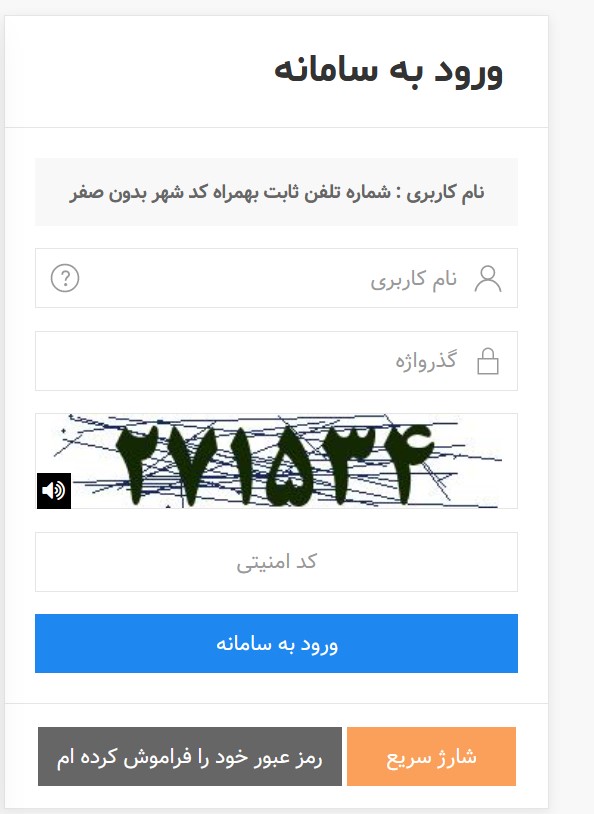 ورود به سامانه
نام کاربری : شماره تلفن ثابت بهمراه کد شهر بدون صفر
نام کاربری
گذرواژه
۲۷۱۵۳۴
کد امنیتی
ورود به سامانه
شارژ سریع
رمز عبور خود را فراموش کرده ام